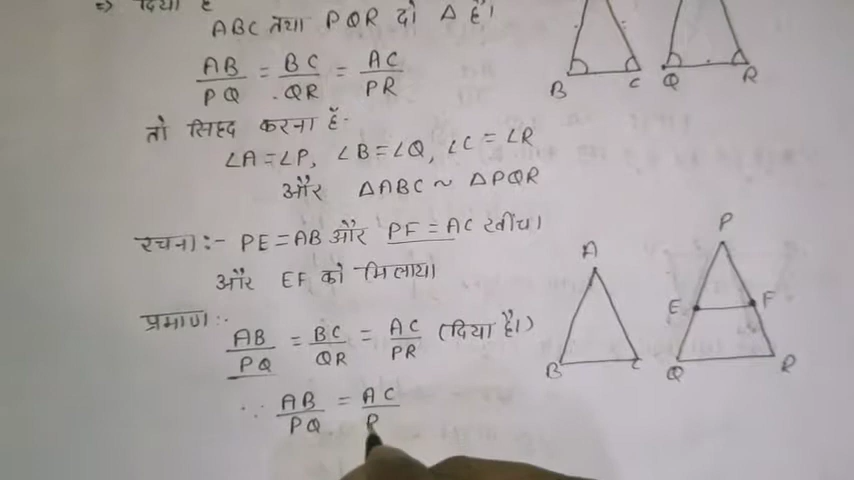 => दिया है
ABC तथा PQR दो Δ हैं।
AB/PQ = BC/QR = AC/PR
B C Q R
तो सिद्ध करना है-
∠A=∠P, ∠B=∠Q, ∠C=∠R
और ΔABC ~ ΔPQR
रचना:- PE=AB और PF=AC खींचा।
और EF को मिलाया।
प्रमाण:-
AB/PQ = BC/QR = AC/PR (दिया है।)
∵ AB/PQ = AC/P
A P
E F
B C Q R